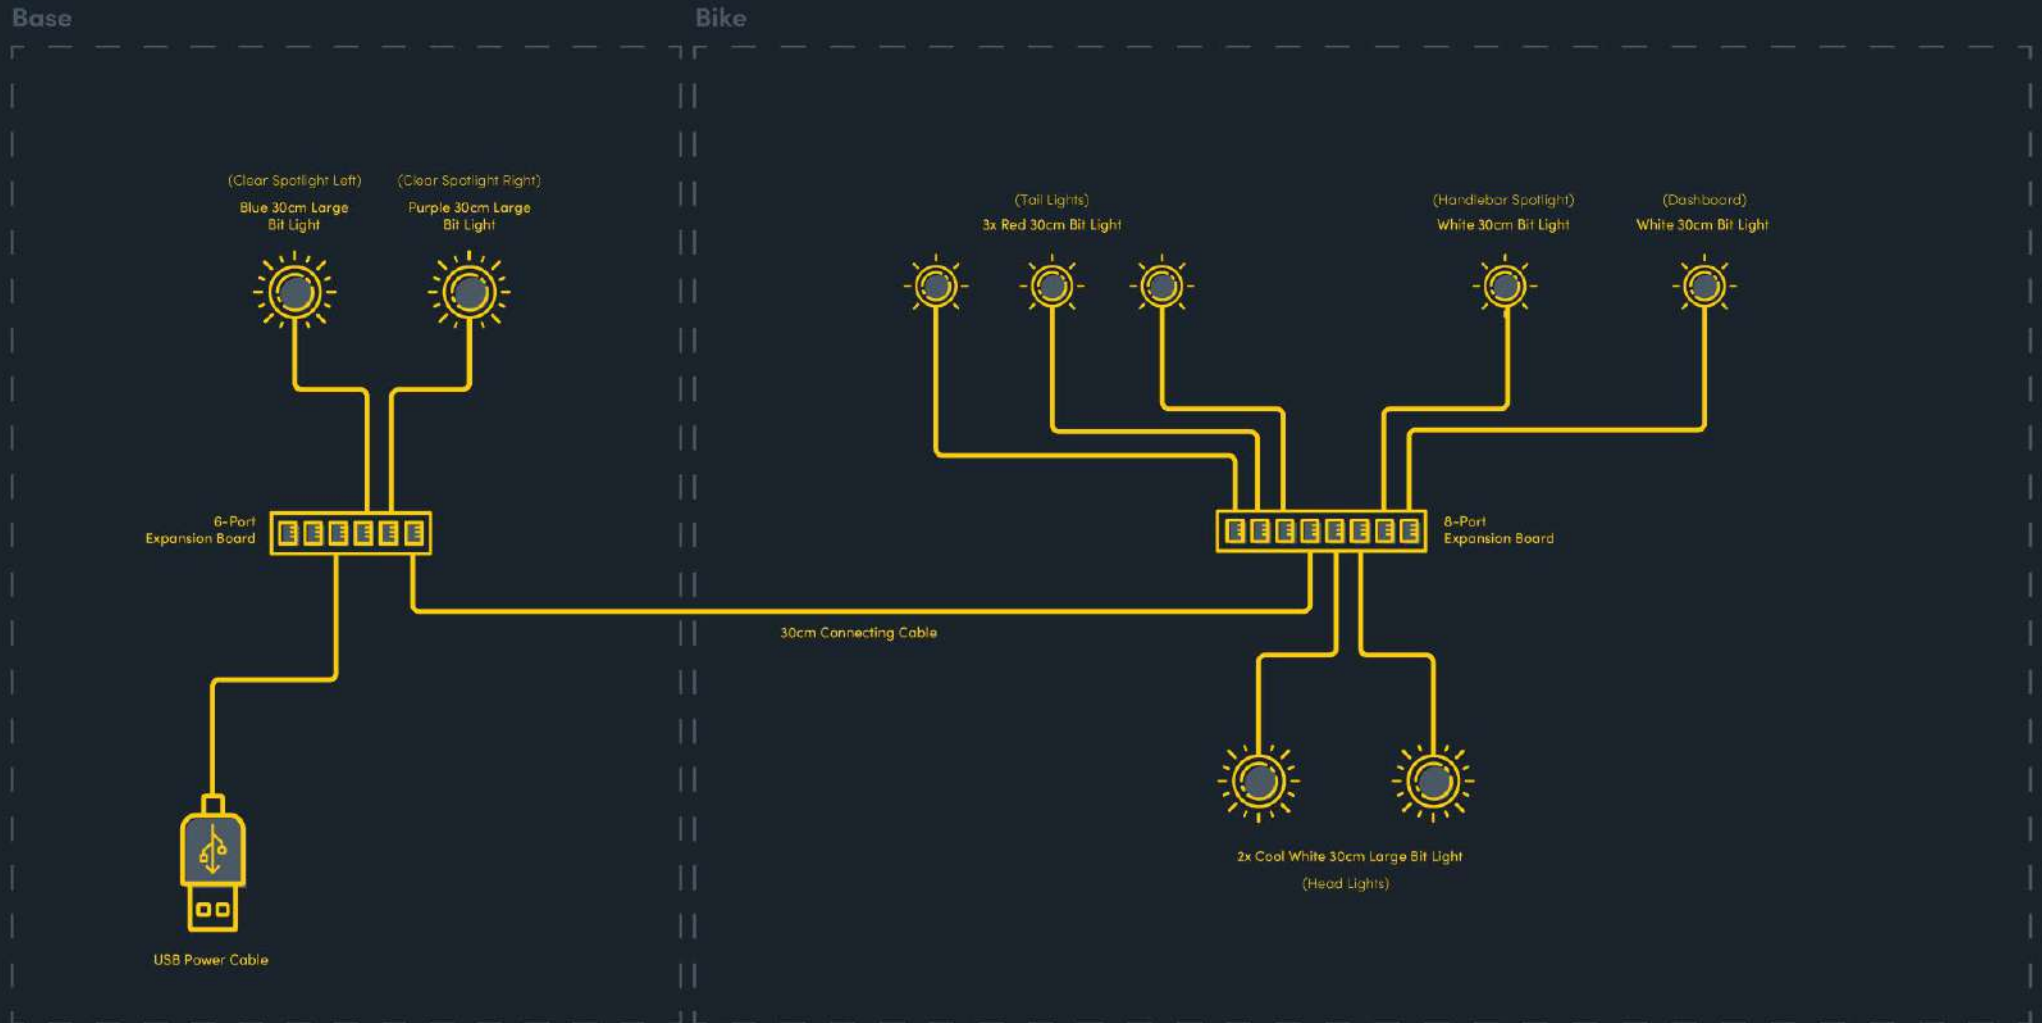 Base
Bike
(Clear Spotlight Left)
Blue 30cm Large
Bit Light
(Clear Spotlight Right)
Purple 30cm Large
Bit Light
(Tail Lights)
3x Red 30cm Bit Light
(Handlebar Spotlight)
White 30cm Bit Light
(Dashboard)
White 30cm Bit Light
6-Port
Expansion Board
8-Port
Expansion Board
30cm Connecting Cable
2x Cool White 30cm Large Bit Light
(Head Lights)
USB Power Cable